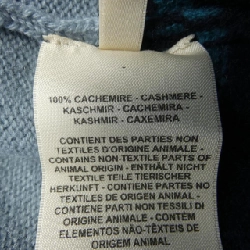 100% CACHEMIRE - CASHMERE -
KASCHMIR - CACHEMIRA -
KASHMIR - CAXEMIRA
CONTIENT DES PARTIES NON
TEXTILES D'ORIGINE ANIMALE -
CONTAINS NON-TEXTILE PARTS OF
ANIMAL ORIGIN - ENTHÄLT NICHT
TEXTILE TEILE TIERISCHER
HERKUNFT - CONTIENE PARTES NO
TEXTILES DE ORIGEN ANIMAL -
CONTIENE PARTI NON TESSILI DI
ORIGINE ANIMALE - CONTÉM
ELEMENTOS NÃO-TÊXTEIS DE
ORIGEM ANIMAL